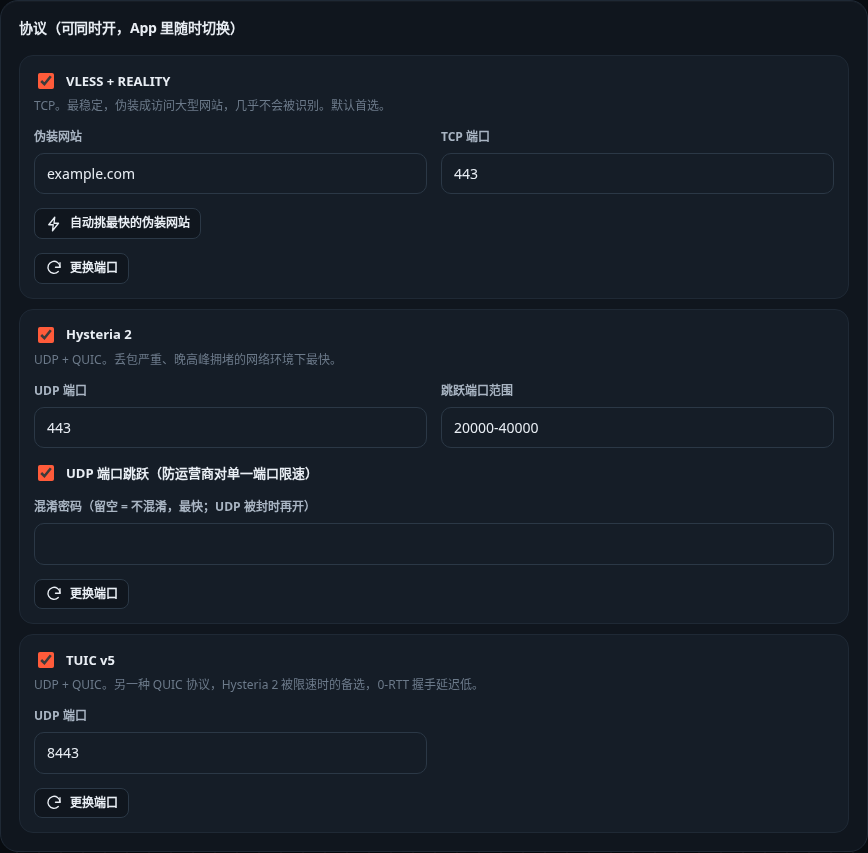 协议（可同时开，App 里随时切换）
VLESS + REALITY
TCP。最稳定，伪装成访问大型网站，几乎不会被识别。默认首选。
伪装网站
TCP 端口
example.com
443
自动挑最快的伪装网站
更换端口
Hysteria 2
UDP + QUIC。丢包严重、晚高峰拥堵的网络环境下最快。
UDP 端口
跳跃端口范围
443
20000-40000
UDP 端口跳跃（防运营商对单一端口限速）
混淆密码（留空 = 不混淆，最快；UDP 被封时再开）
更换端口
TUIC v5
UDP + QUIC。另一种 QUIC 协议，Hysteria 2 被限速时的备选，0-RTT 握手延迟低。
UDP 端口
8443
更换端口